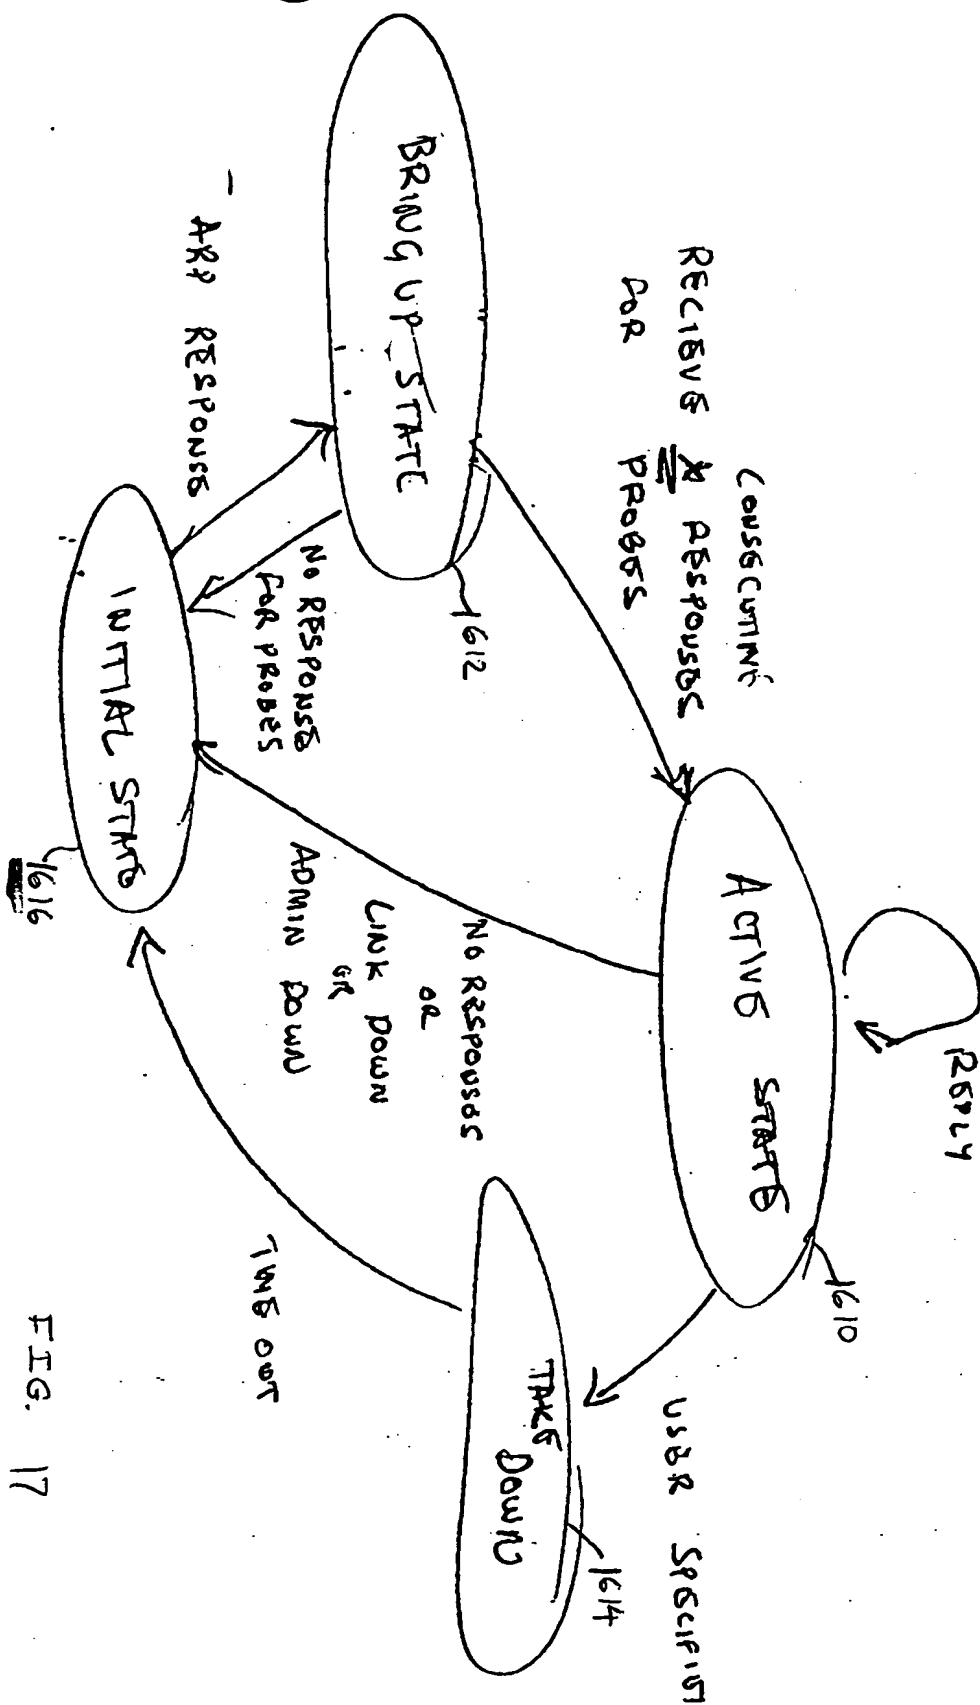 BRING UP STATE
1612
CONSECUTIVE
RECIEVE X RESPONSES
FOR PROBES
ACTIVE STATE
1610
REPLY
- ARP RESPONSE
NO RESPONSE
FOR PROBES
INITIAL STATE
1616
NO RESPONSES
OR
LINK DOWN
OR
ADMIN DOWN
USER SPECIFIED
TAKE
DOWN
1614
TIME OUT
FIG. 17